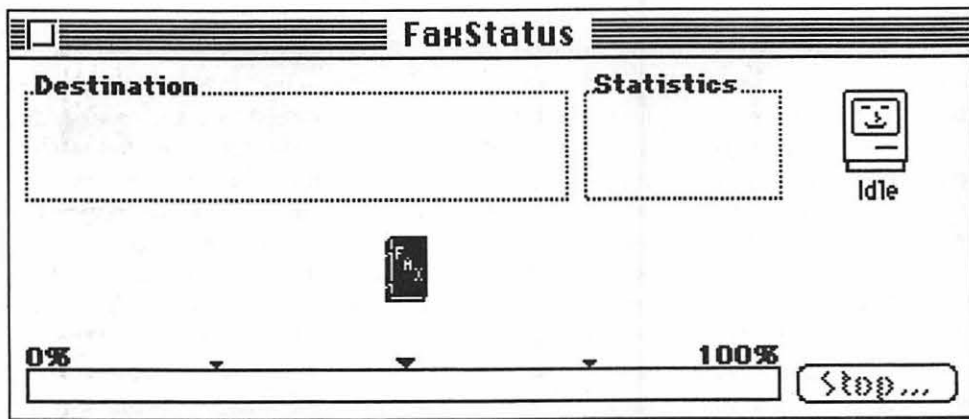 FaxStatus
Destination
Statistics
Idle
FAX
0% 100%
Stop...